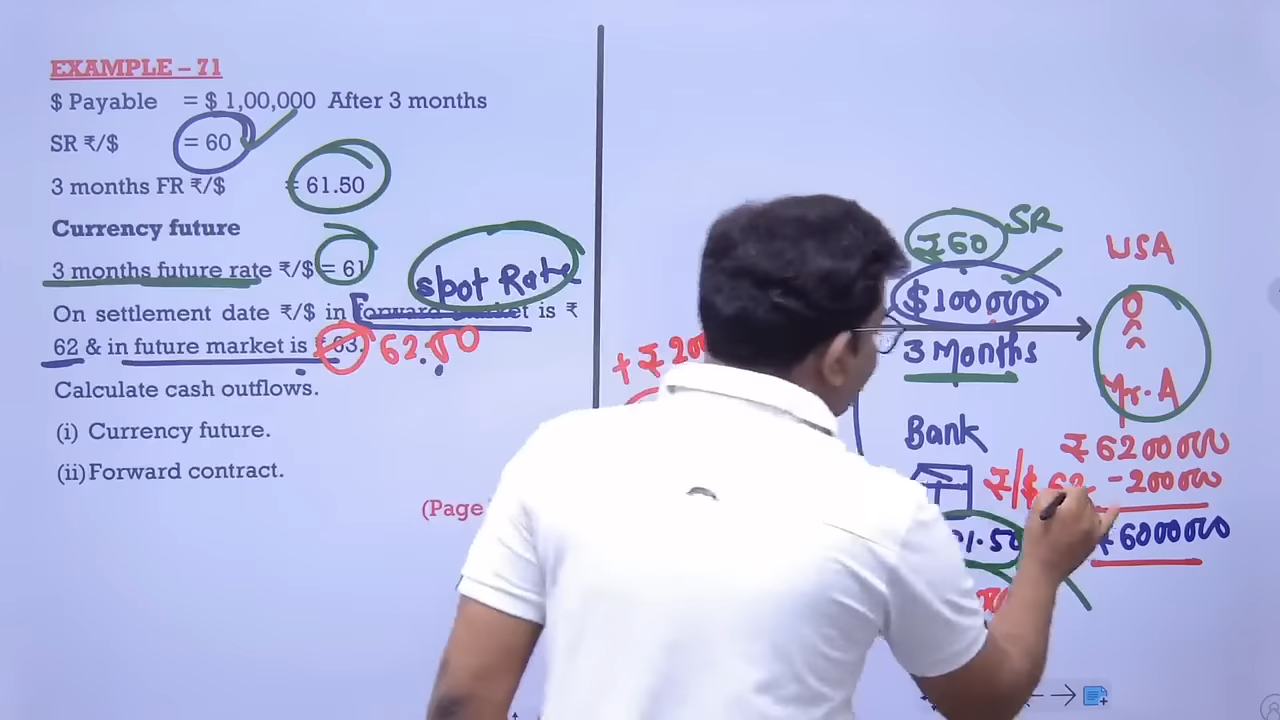 EXAMPLE – 71
$ Payable = $ 1,00,000 After 3 months
SR ₹/$ = 60
3 months FR ₹/$ = 61.50
Currency future
3 months future rate ₹/$ = 61
Spot Rate
On settlement date ₹/$ in forward market is ₹
62 & in future market is ₹ 63. 62.50
Calculate cash outflows.
(i) Currency future.
(ii) Forward contract.
(Page
₹60 SR
$100000
3 Months
USA
Mr. A
+ ₹200
Bank
₹/$ 62
₹6200000
-200000
₹6000000